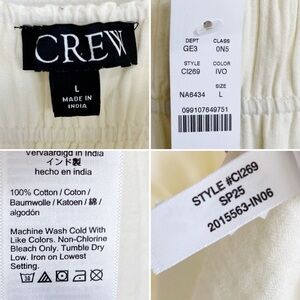 CREW
L
MADE IN
INDIA
DEPT CLASS
GE3 0N5
STYLE COLOR
CI269 IVO
SIZE
NA6434 L
099107649751
vervaardigd in India
インド製
hecho en india
100% Cotton / Coton /
Baumwolle / Katoen / 綿 /
algodón
Machine Wash Cold With
Like Colors. Non-Chlorine
Bleach Only. Tumble Dry
Low. Iron on Lowest
Setting.
STYLE #CI269
SP25
2015563-IN06